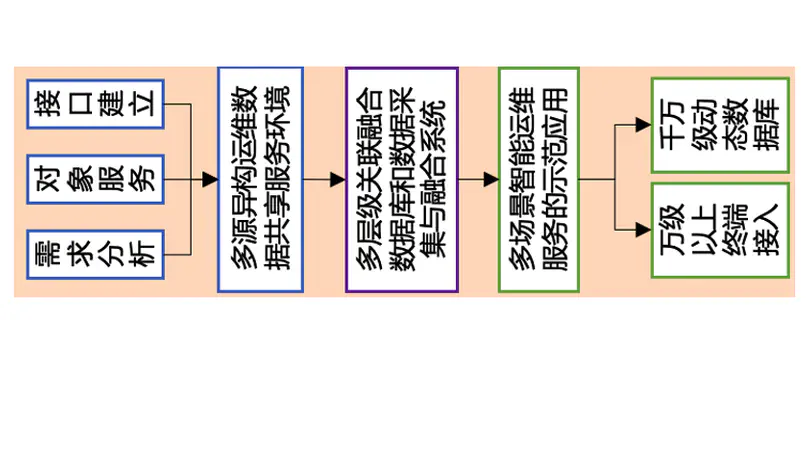 需求分析
对象服务
接口建立
多源异构运维数
据共享服务环境
多层级关联融合
数据库和数据采
集与融合系统
多场景智能运维
服务的示范应用
万级
以上
终端
接入
千万
级动
态数
据库